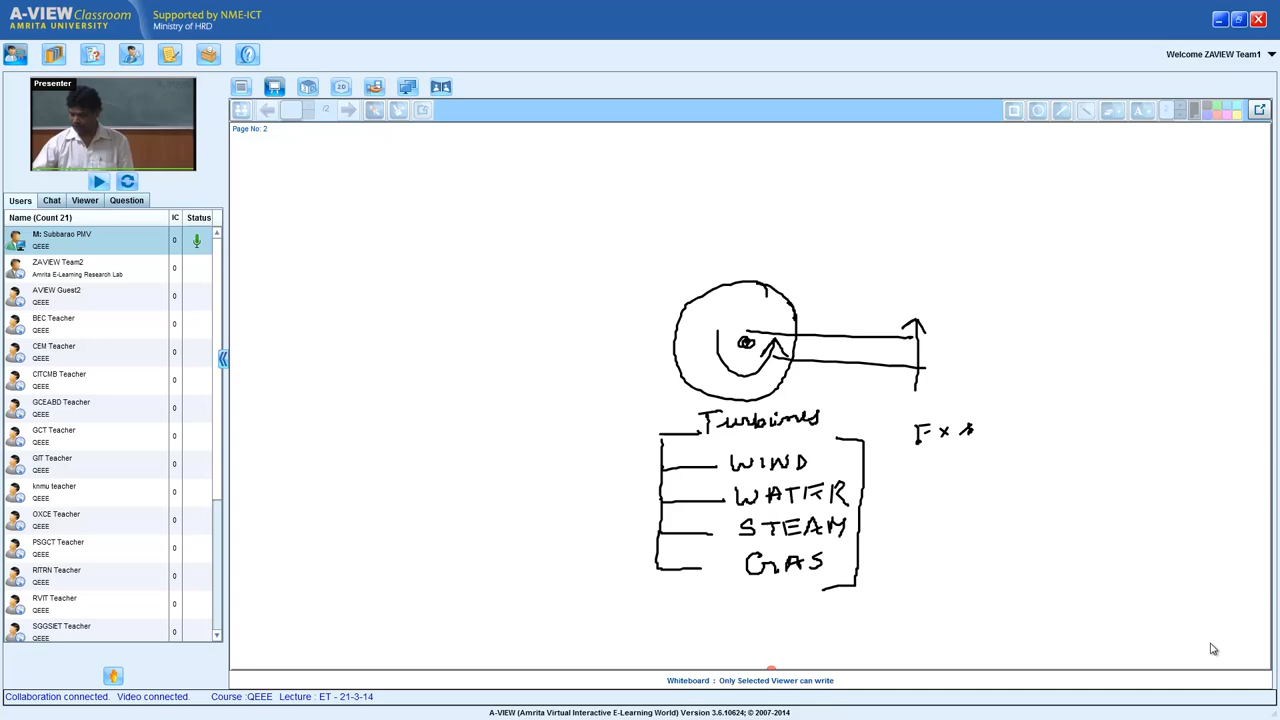 A-VIEW Classroom
AMRITA UNIVERSITY
Supported by NME-ICT
Ministry of HRD
Welcome ZAVIEW Team1
Presenter
2D
/2
2
Page No: 2
Users Chat Viewer Question
Name (Count 21) IC Status
M: Subbarao PMV 0
QEEE
ZAVIEW Team2 0
Amrita E-Learning Research Lab
AVIEW Guest2 0
QEEE
BEC Teacher 0
QEEE
CEM Teacher 0
QEEE
CITCMB Teacher 0
QEEE
GCEABD Teacher 0
QEEE
GCT Teacher 0
QEEE
GIT Teacher 0
QEEE
knmu teacher 0
QEEE
OXCE Teacher 0
QEEE
PSGCT Teacher 0
QEEE
RITRN Teacher 0
QEEE
RVIT Teacher 0
QEEE
SGGSIET Teacher 0
QEEE
Turbines
WIND
WATER
STEAM
GAS
F ×
Whiteboard : Only Selected Viewer can write
Collaboration connected. Video connected. Course :QEEE Lecture : ET - 21-3-14
A-VIEW (Amrita Virtual Interactive E-Learning World) Version 3.6.10624; © 2007-2014